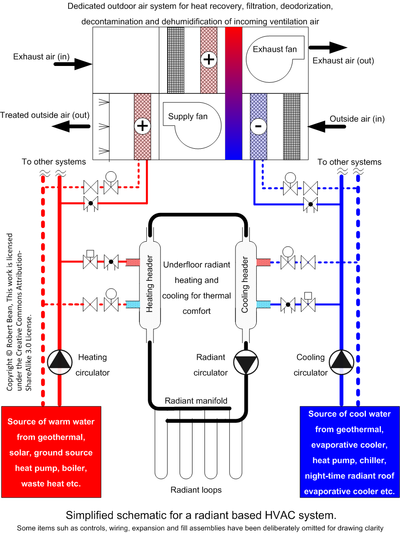 Dedicated outdoor air system for heat recovery, filtration, deodorization,
decontamination and dehumidification of incoming ventilation air
Exhaust air (in)
Exhaust fan
Exhaust air (out)
Treated outside air (out)
Supply fan
Outside air (in)
To other systems
To other systems
Heating header
Underfloor radiant
heating and
cooling for thermal
comfort
Cooling header
Copyright © Robert Bean, This work is licensed
under the Creative Commons Attribution-
ShareAlike 3.0 License.
Heating
circulator
Radiant
circulator
Cooling
circulator
Radiant manifold
Source of warm water
from geothermal,
solar, ground source
heat pump, boiler,
waste heat etc.
Source of cool water
from geothermal,
evaporative cooler,
heat pump, chiller,
night-time radiant roof
evaporative cooler etc.
Radiant loops
Simplified schematic for a radiant based HVAC system.
Some items suh as controls, wiring, expansion and fill assemblies have been deliberately omitted for drawing clarity